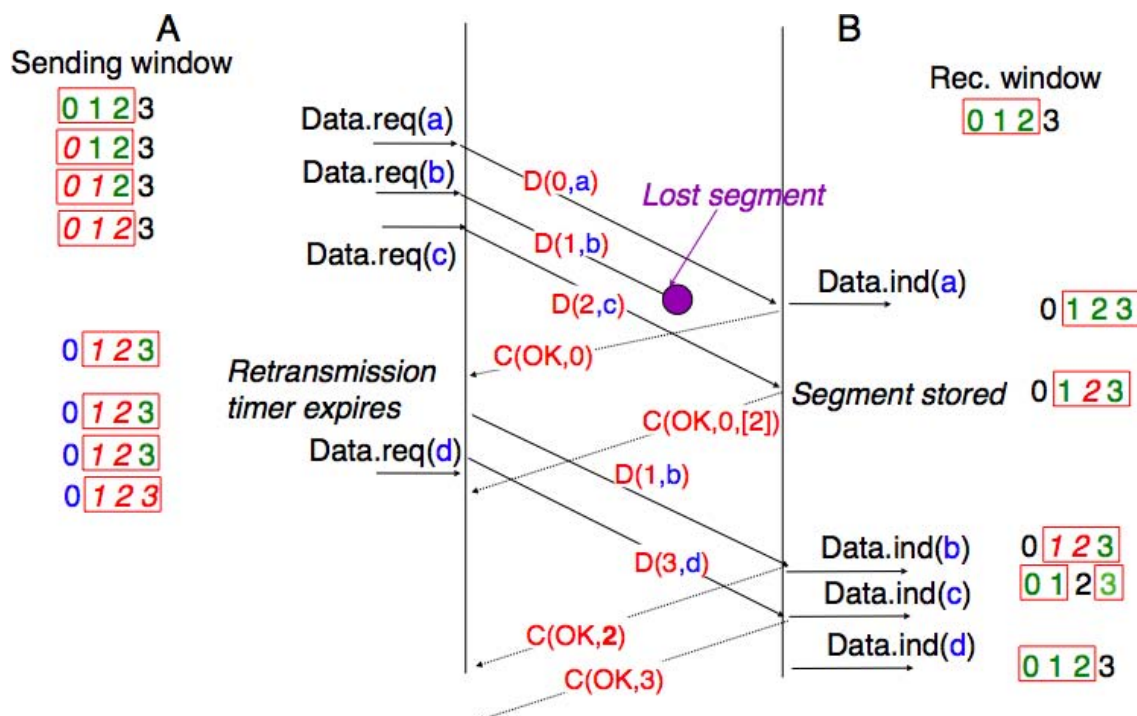 A
B
Sending window
Rec. window
0 1 2 3
0 1 2 3
0 1 2 3
0 1 2 3
0 1 2 3
Data.req(a)
Data.req(b)
Data.req(c)
D(0,a)
Lost segment
D(1,b)
D(2,c)
Data.ind(a)
0 1 2 3
C(OK,0)
0 1 2 3
Retransmission
timer expires
Segment stored
0 1 2 3
C(OK,0,[2])
0 1 2 3
0 1 2 3
0 1 2 3
Data.req(d)
D(1,b)
D(3,d)
Data.ind(b)
0 1 2 3
0 1 2 3
Data.ind(c)
C(OK,2)
C(OK,3)
Data.ind(d)
0 1 2 3